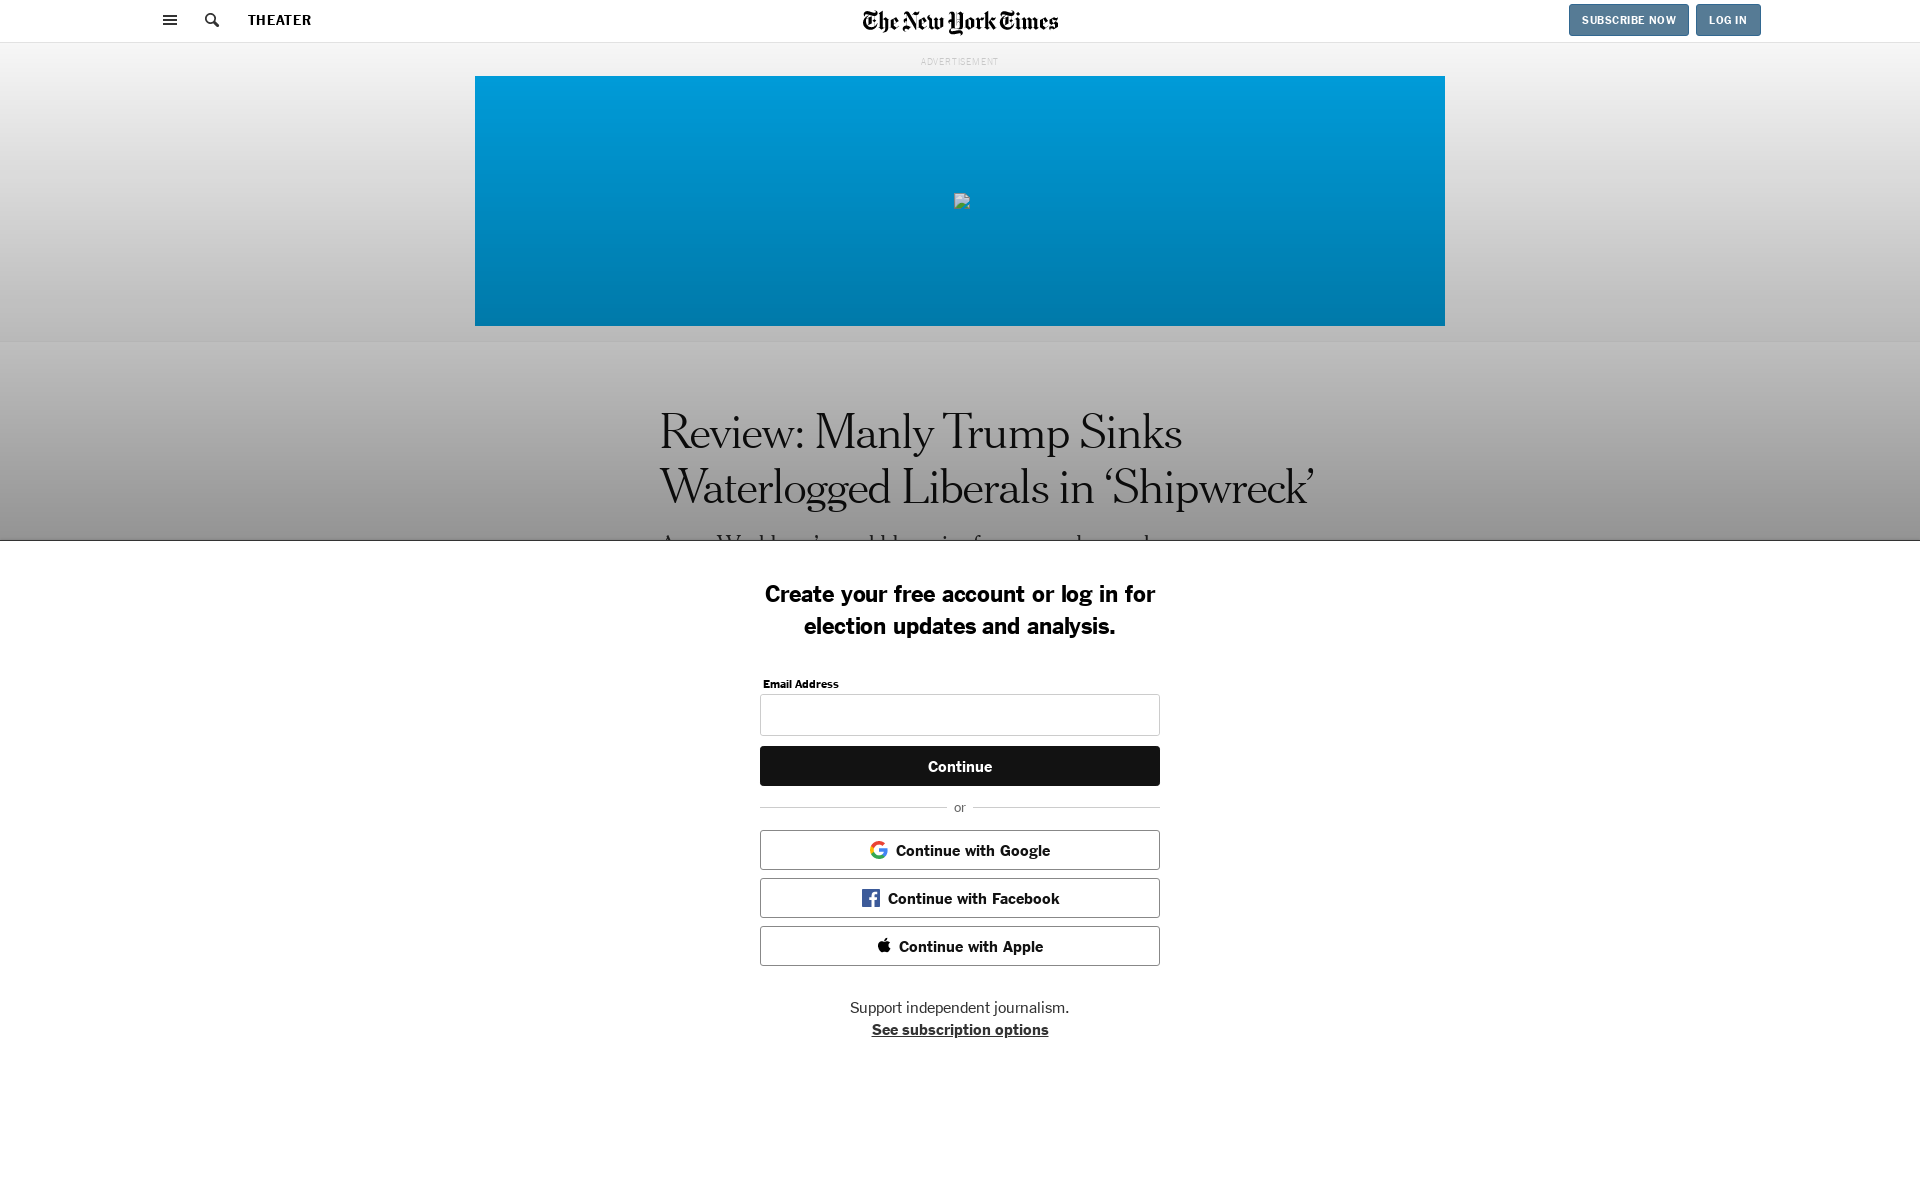 THEATER
The New York Times
SUBSCRIBE NOW
LOG IN
ADVERTISEMENT
Review: Manly Trump Sinks
Waterlogged Liberals in ‘Shipwreck’
Create your free account or log in for
election updates and analysis.
Email Address
Continue
or
Continue with Google
Continue with Facebook
Continue with Apple
Support independent journalism.
See subscription options